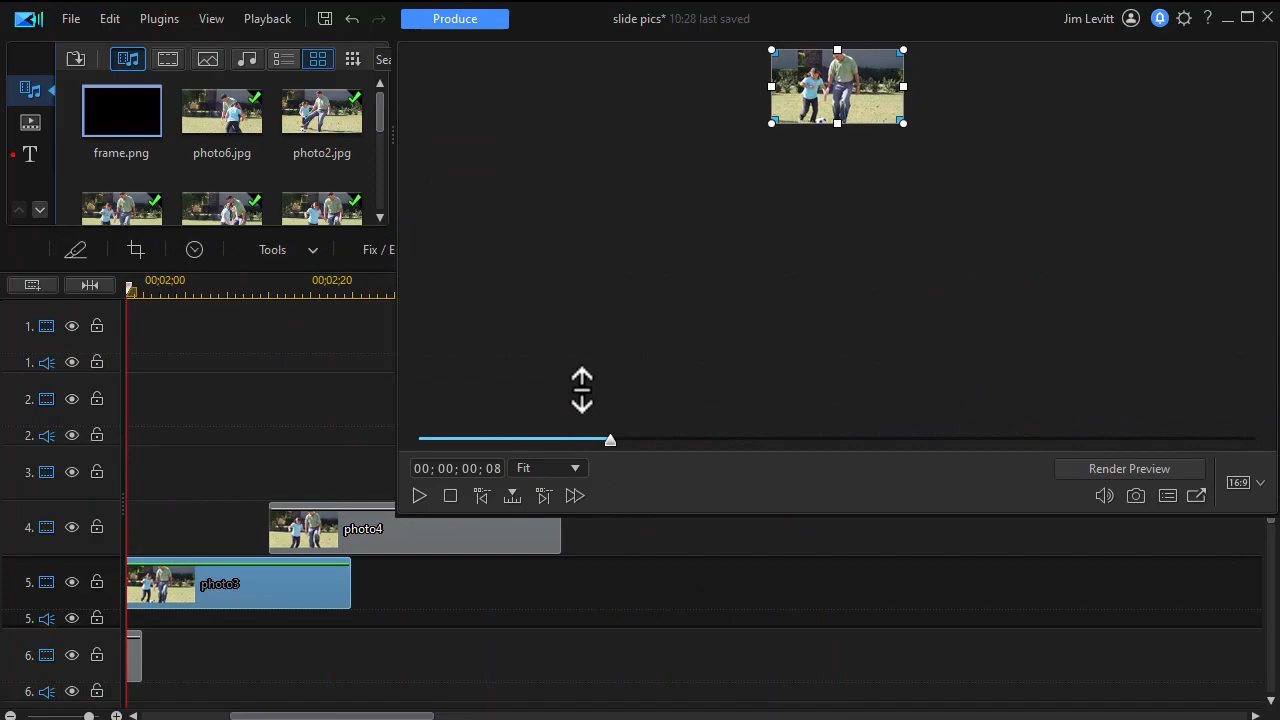 File Edit Plugins View Playback Produce slide pics* 10:28 last saved Jim Levitt ?
Sea
frame.png photo6.jpg photo2.jpg
T
Tools Fix / E
00;02;00 00;02;20
1.
1.
2.
2.
3.
00; 00; 00; 08 Fit Render Preview 16:9
4. photo4
5. photo3
5.
6.
6.